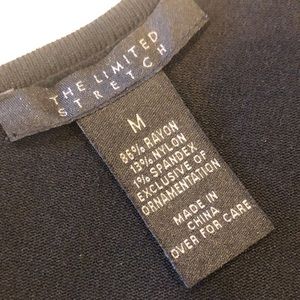 THE LIMITED
STRETCH
M
86% RAYON
13% NYLON
1% SPANDEX
EXCLUSIVE OF
ORNAMENTATION
MADE IN
CHINA
OVER FOR CARE